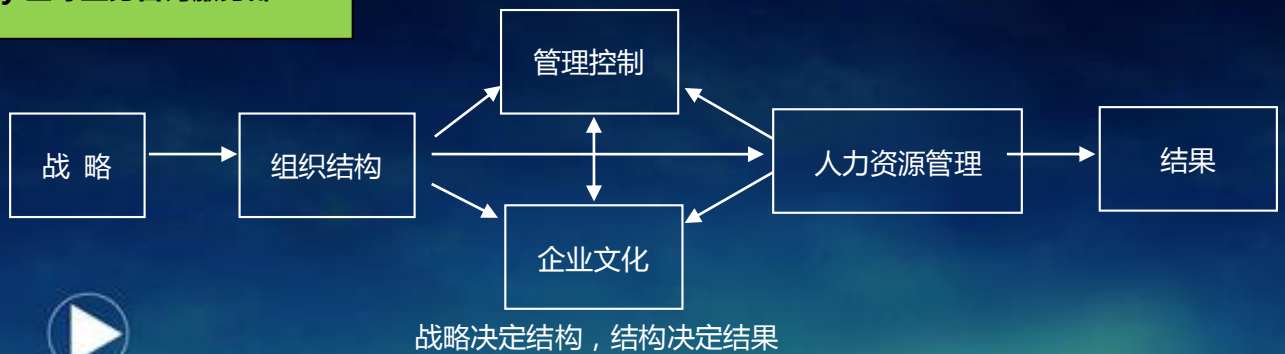 管理控制
战 略
组织结构
人力资源管理
结果
企业文化
战略决定结构，结构决定结果